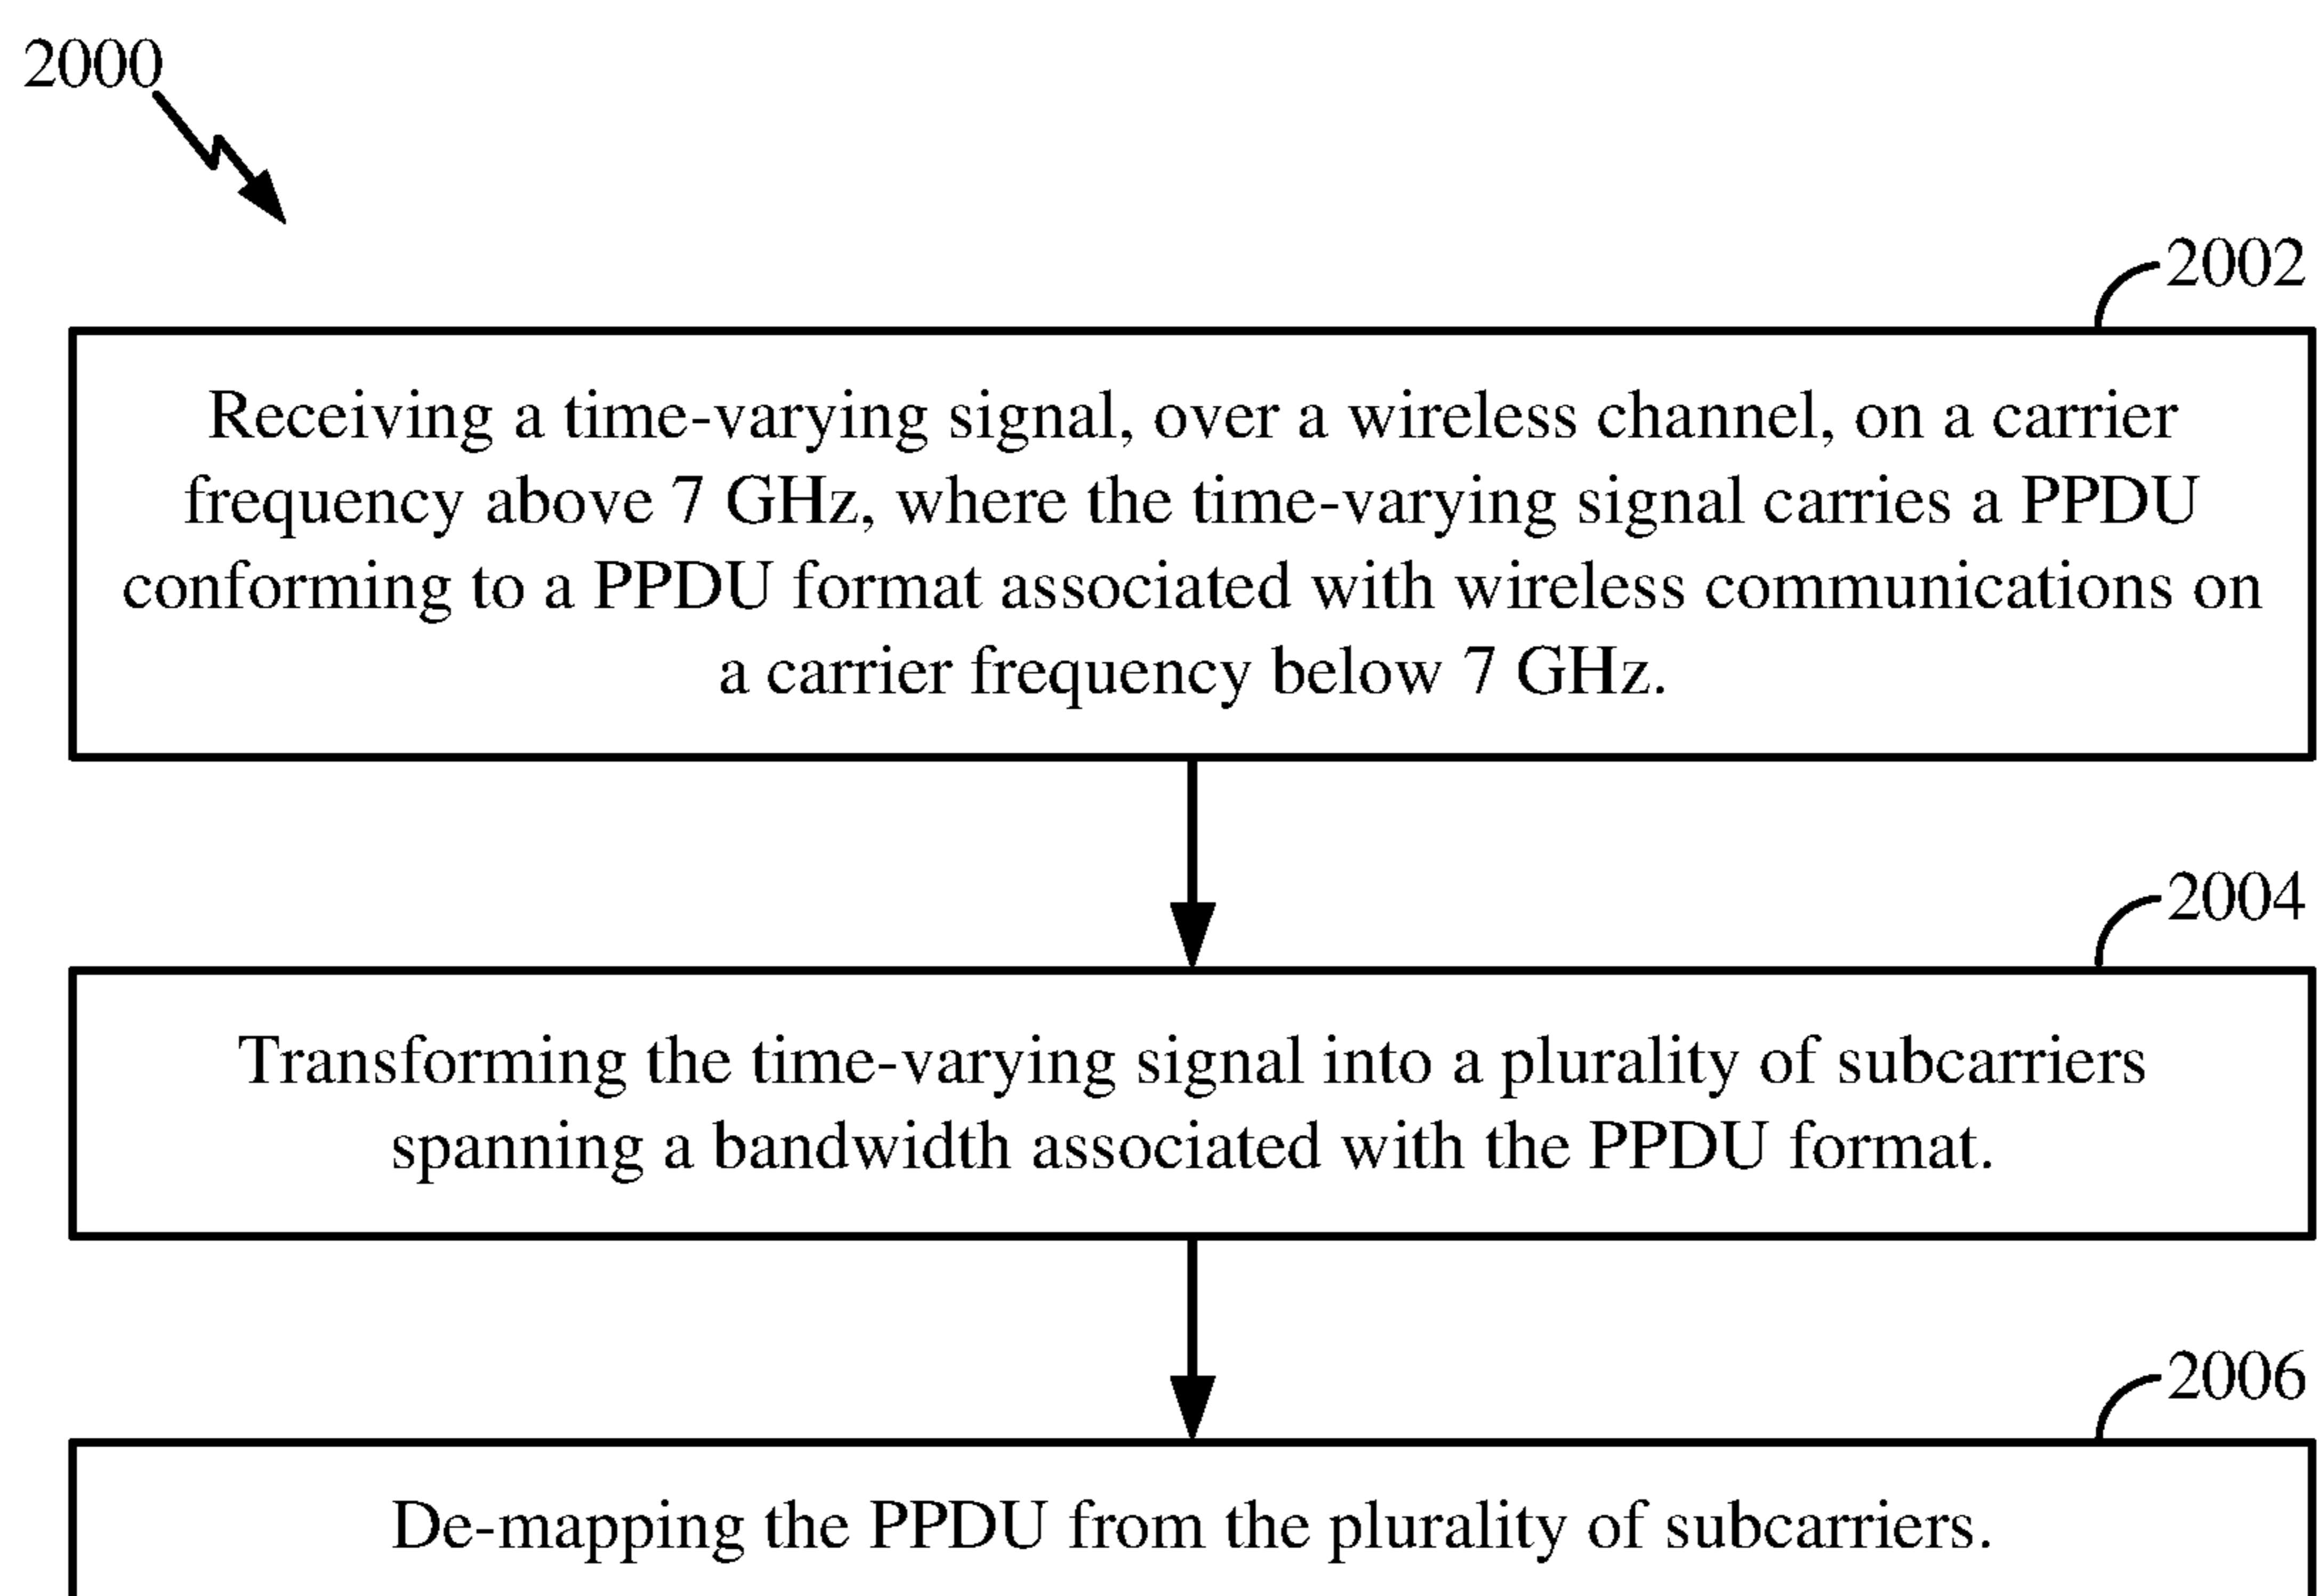 2000
2002
Receiving a time-varying signal, over a wireless channel, on a carrier
frequency above 7 GHz, where the time-varying signal carries a PPDU
conforming to a PPDU format associated with wireless communications on
a carrier frequency below 7 GHz.
2004
Transforming the time-varying signal into a plurality of subcarriers
spanning a bandwidth associated with the PPDU format.
2006
De-mapping the PPDU from the plurality of subcarriers.